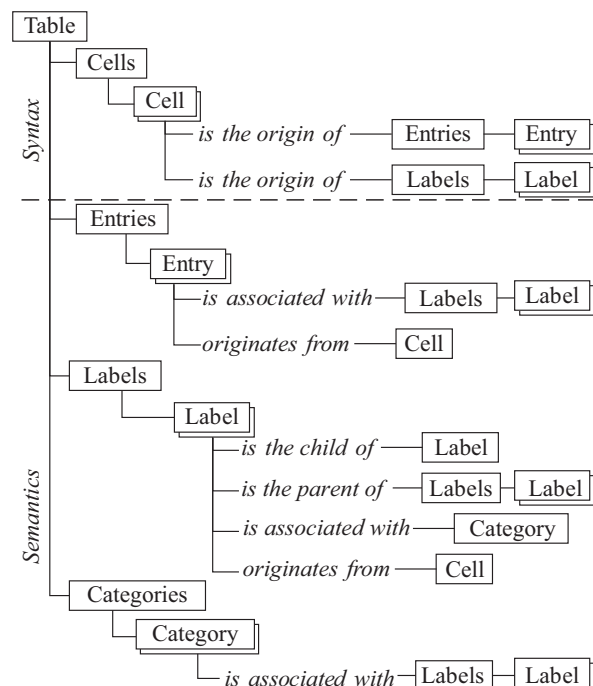 Table
Cells
Cell
is the origin of Entries Entry
is the origin of Labels Label
Syntax
Entries
Entry
is associated with Labels Label
originates from Cell
Labels
Label
is the child of Label
is the parent of Labels Label
is associated with Category
originates from Cell
Semantics
Categories
Category
is associated with Labels Label